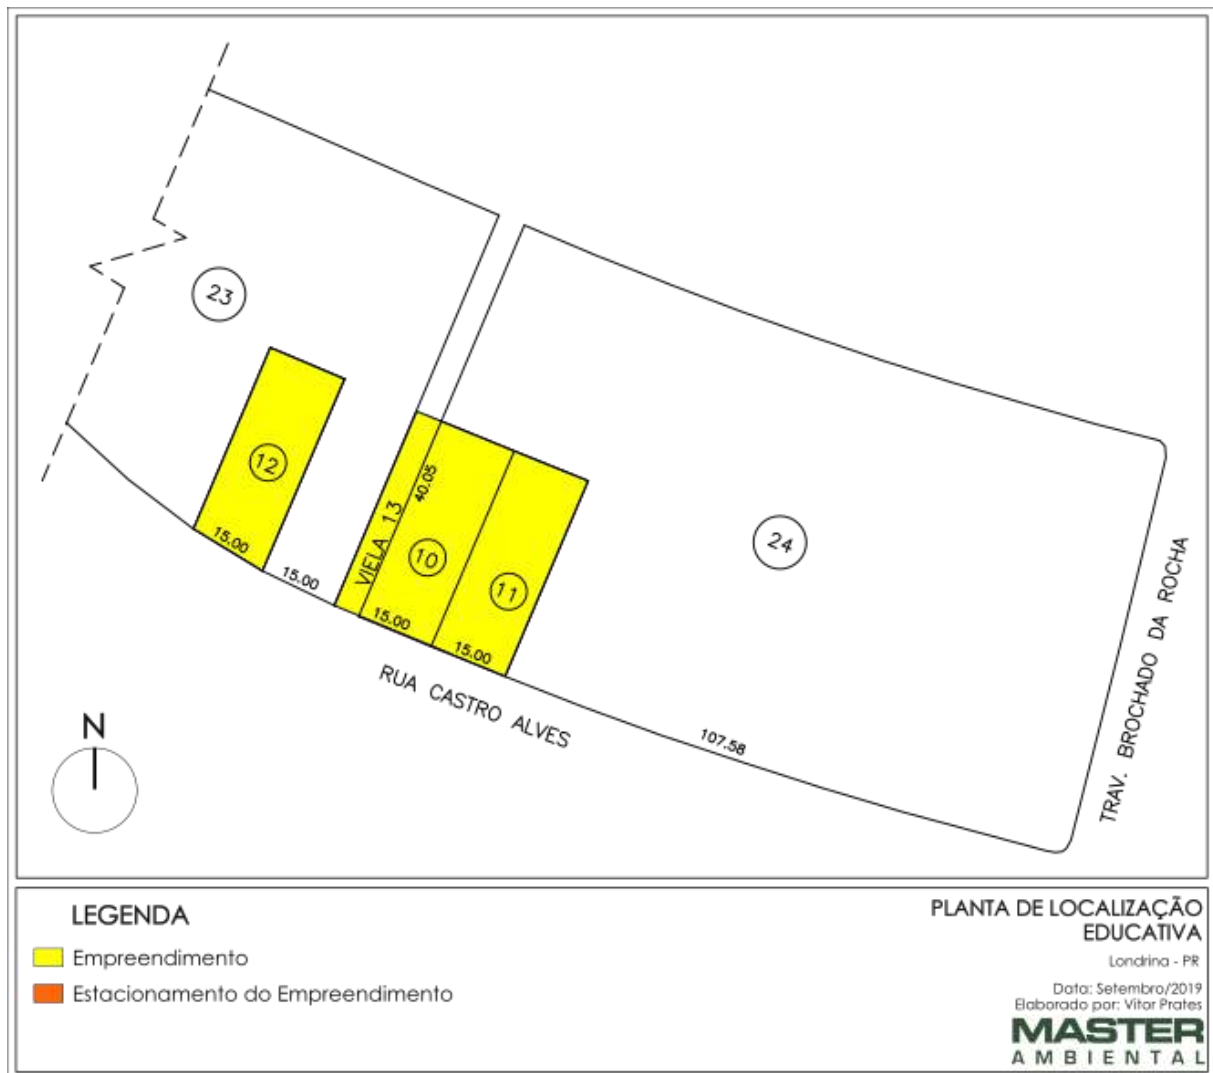 23
12
15.00
15.00
VIELA 13
40.05
10
11
15.00
15.00
24
RUA CASTRO ALVES
107.58
TRAV. BROCHADO DA ROCHA
N
LEGENDA
Empreendimento
Estacionamento do Empreendimento
PLANTA DE LOCALIZAÇÃO
EDUCATIVA
Londrina - PR
Data: Setembro/2019
Elaborado por: Vitor Prates
MASTER
AMBIENTAL